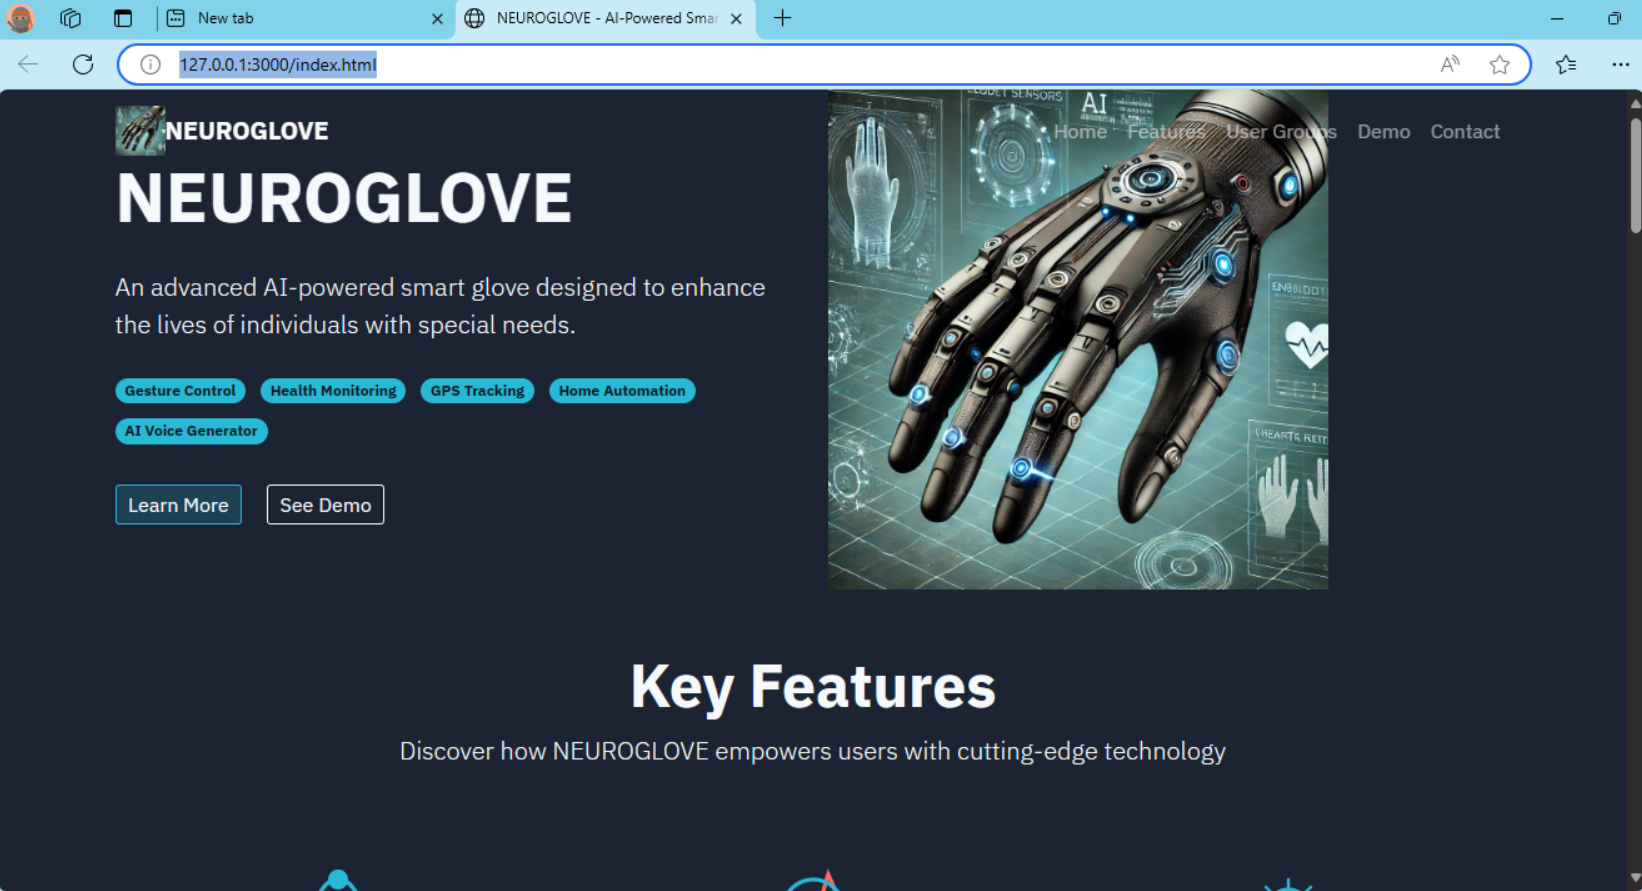 New tab
NEUROGLOVE - AI-Powered Smar
127.0.0.1:3000/index.html
NEUROGLOVE
Home Features User Groups Demo Contact
NEUROGLOVE
An advanced AI-powered smart glove designed to enhance
the lives of individuals with special needs.
Gesture Control Health Monitoring GPS Tracking Home Automation
AI Voice Generator
Learn More See Demo
SENSORS
AI
Key Features
Discover how NEUROGLOVE empowers users with cutting-edge technology